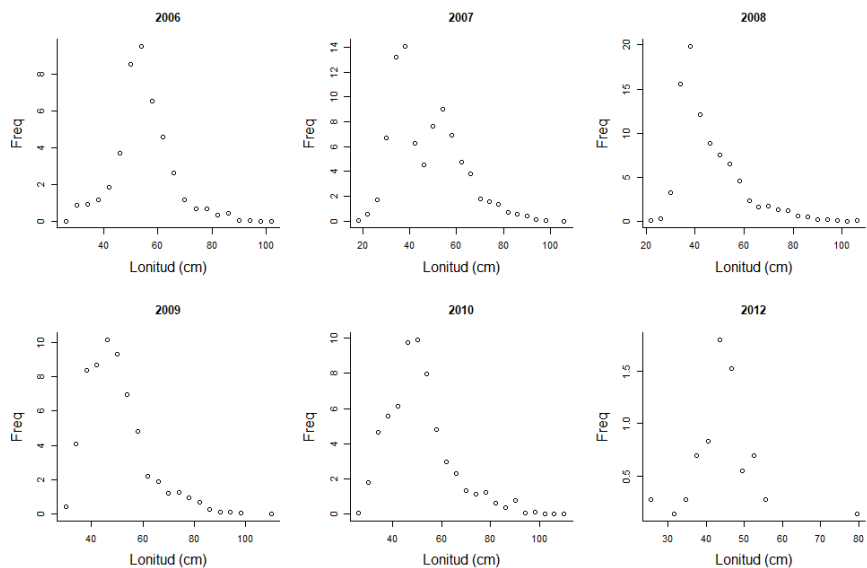 2006
Freq
0 2 4 6 8
40 60 80 100
Lonitud (cm)
2007
Freq
0 2 4 6 8 10 12 14
20 40 60 80 100
Lonitud (cm)
2008
Freq
0 5 10 15 20
20 40 60 80 100
Lonitud (cm)
2009
Freq
0 2 4 6 8 10
40 60 80 100
Lonitud (cm)
2010
Freq
0 2 4 6 8 10
40 60 80 100
Lonitud (cm)
2012
Freq
0.5 1.0 1.5
30 40 50 60 70 80
Lonitud (cm)